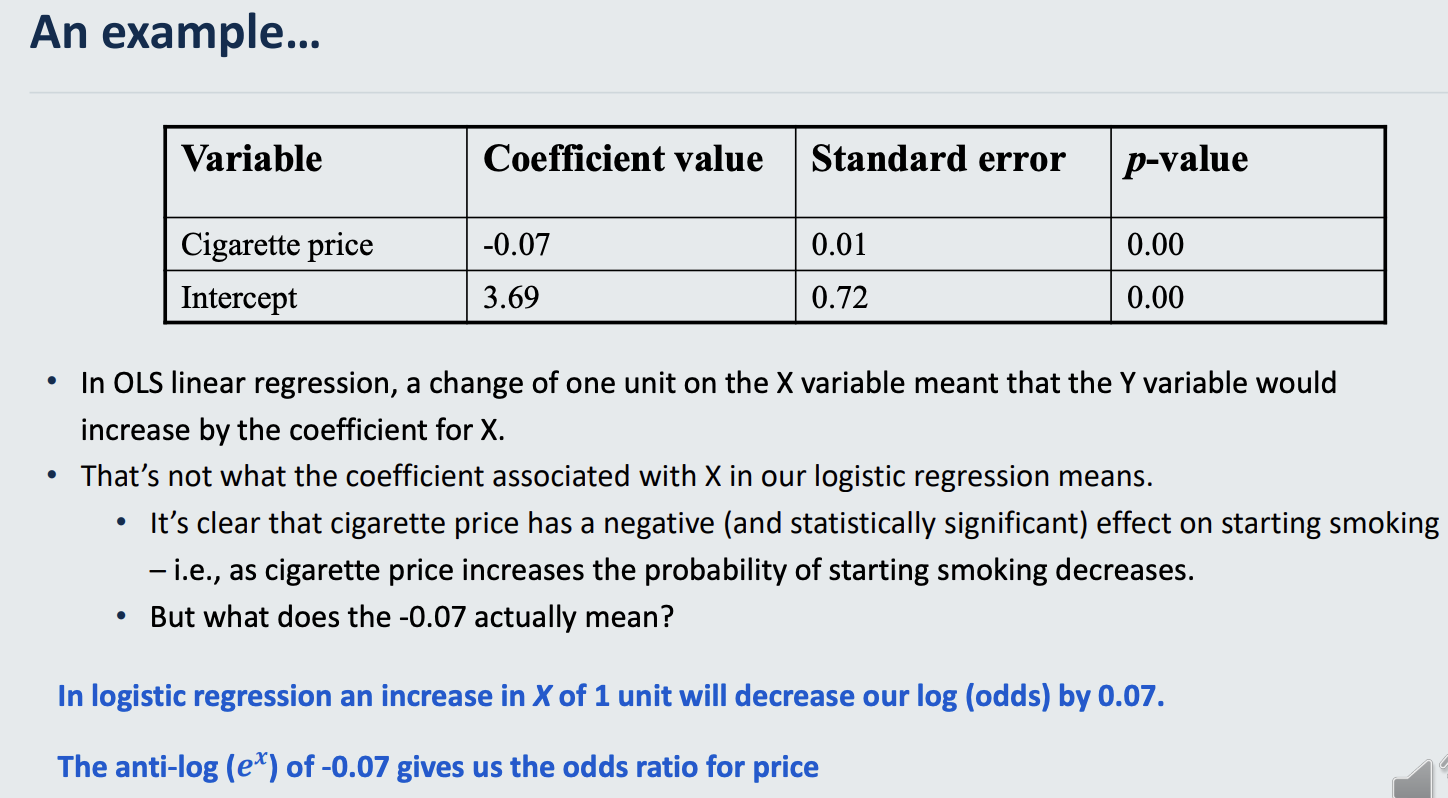 An example...
Variable Coefficient value Standard error p-value
Cigarette price -0.07 0.01 0.00
Intercept 3.69 0.72 0.00
• In OLS linear regression, a change of one unit on the X variable meant that the Y variable would
increase by the coefficient for X.
• That's not what the coefficient associated with X in our logistic regression means.
• It's clear that cigarette price has a negative (and statistically significant) effect on starting smoking
– i.e., as cigarette price increases the probability of starting smoking decreases.
• But what does the -0.07 actually mean?
In logistic regression an increase in X of 1 unit will decrease our log (odds) by 0.07.
The anti-log (eˣ) of -0.07 gives us the odds ratio for price